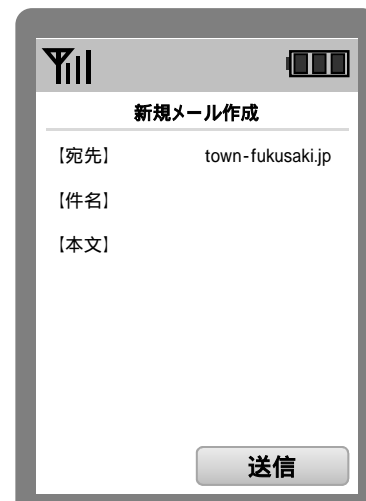 新規メール作成
【宛先】 town-fukusaki.jp
【件名】
【本文】
送信